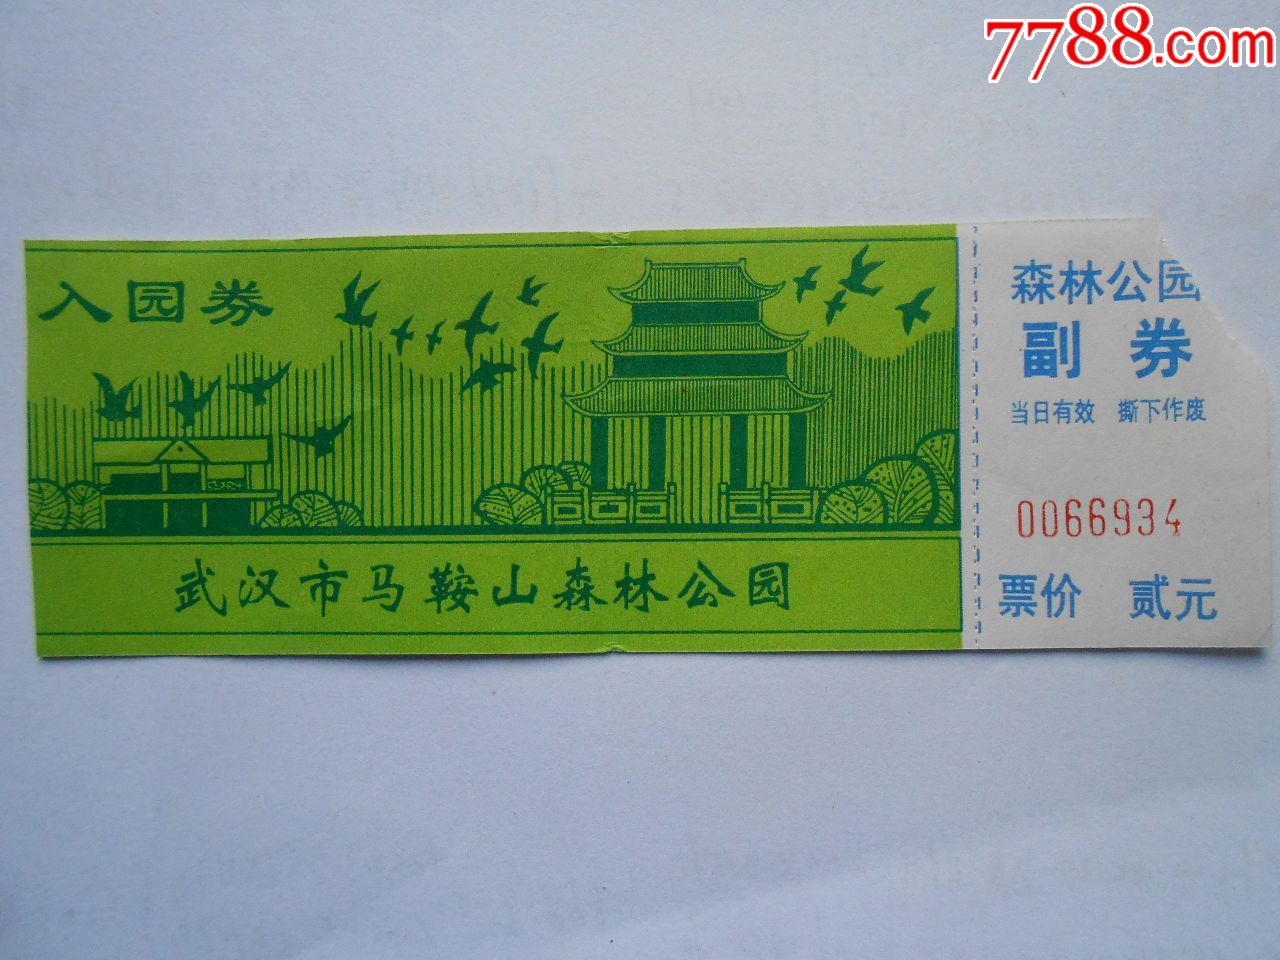 7788.com
入园券
武汉市马鞍山森林公园
森林公园
副 券
当日有效 撕下作废
0066934
票价 贰元